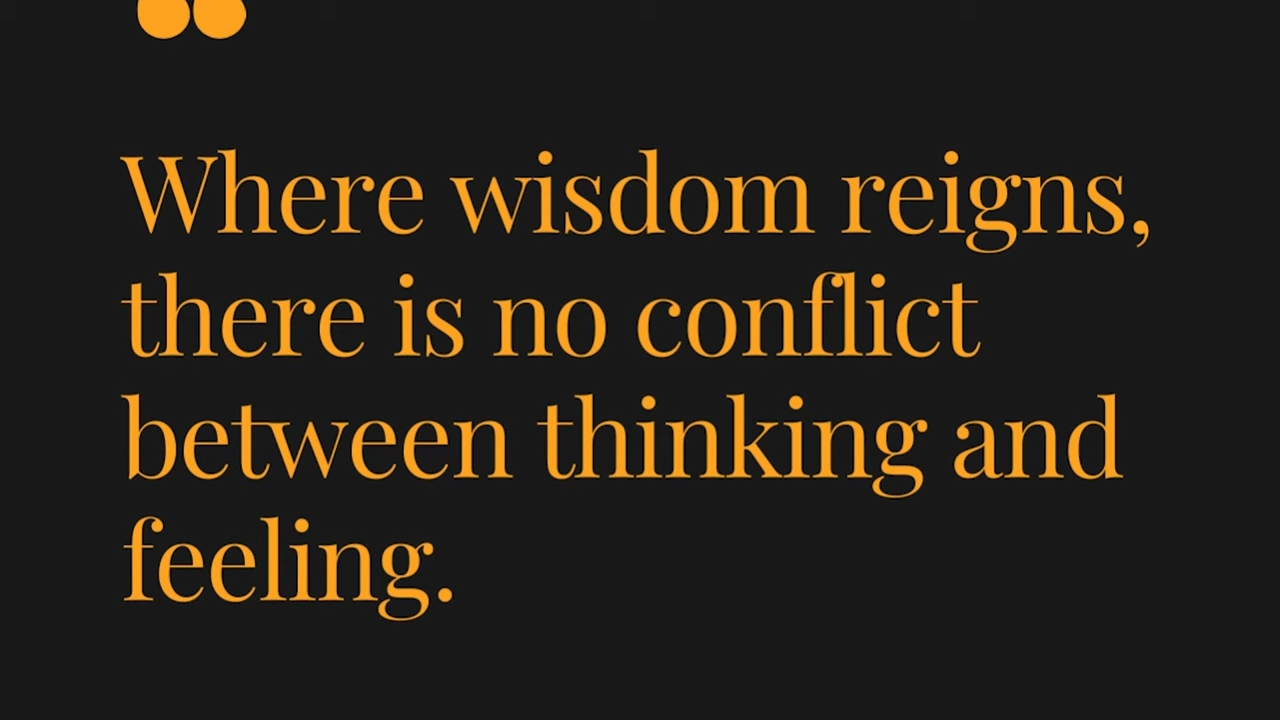 Where wisdom reigns,
there is no conflict
between thinking and
feeling.